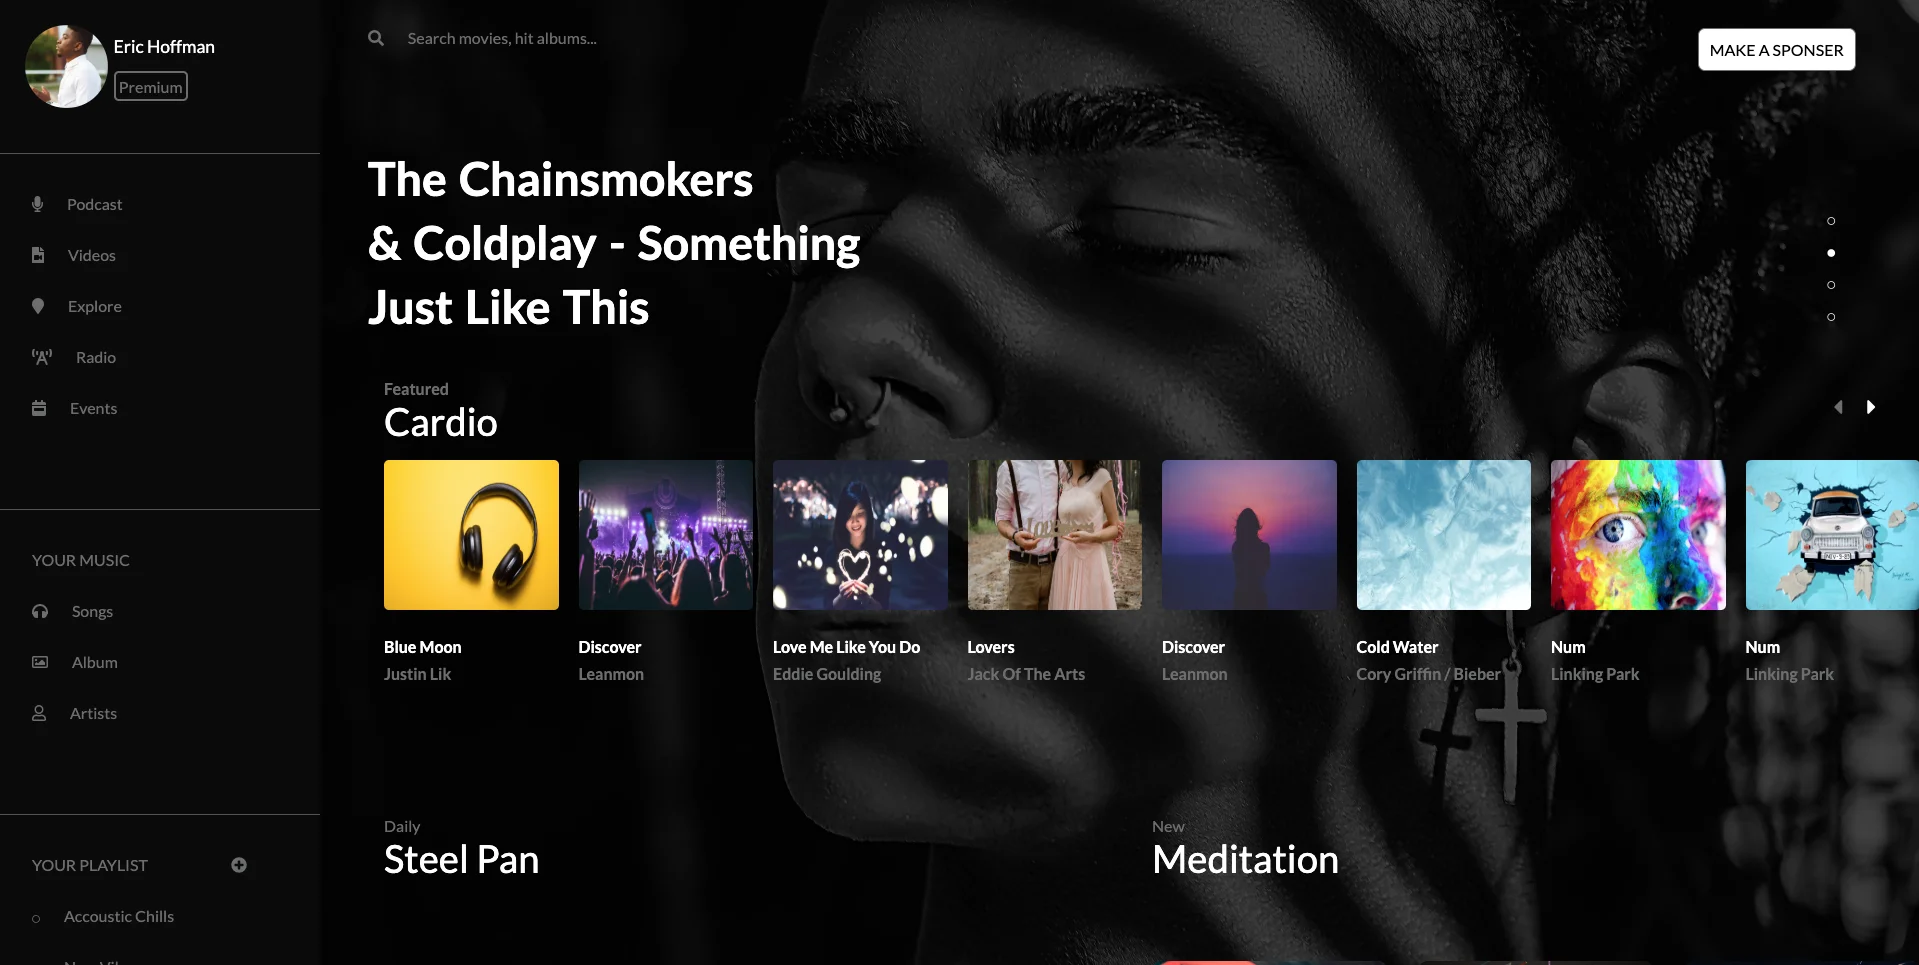 Eric Hoffman
Premium
Podcast
Videos
Explore
Radio
Events
YOUR MUSIC
Songs
Album
Artists
YOUR PLAYLIST
Accoustic Chills
Search movies, hit albums...
MAKE A SPONSER
The Chainsmokers
& Coldplay - Something
Just Like This
Featured
Cardio
Blue Moon
Justin Lik
Discover
Leanmon
Love Me Like You Do
Eddie Goulding
Lovers
Jack Of The Arts
Discover
Leanmon
Cold Water
Cory Griffin / Bieber
Num
Linking Park
Num
Linking Park
Daily
Steel Pan
New
Meditation